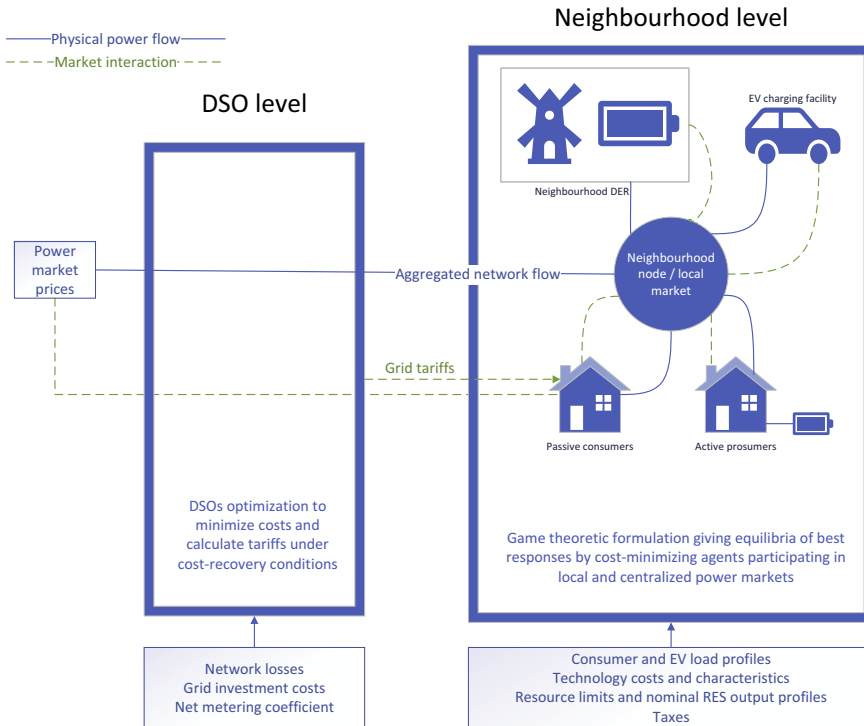 Neighbourhood level
Physical power flow
Market interaction
DSO level
EV charging facility
Neighbourhood DER
Power
market
prices
Aggregated network flow
Neighbourhood
node / local
market
Grid tariffs
Passive consumers
Active prosumers
DSOs optimization to
minimize costs and
calculate tariffs under
cost-recovery conditions
Game theoretic formulation giving equilibria of best
responses by cost-minimizing agents participating in
local and centralized power markets
Network losses
Grid investment costs
Net metering coefficient
Consumer and EV load profiles
Technology costs and characteristics
Resource limits and nominal RES output profiles
Taxes